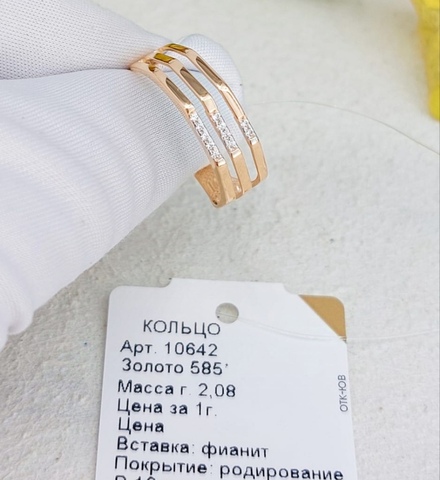 КОЛЬЦО
Арт. 10642
Золото 585'
Масса г. 2,08
Цена за 1г.
Цена
Вставка: фианит
Покрытие: родирование
ОТК-ЮВ